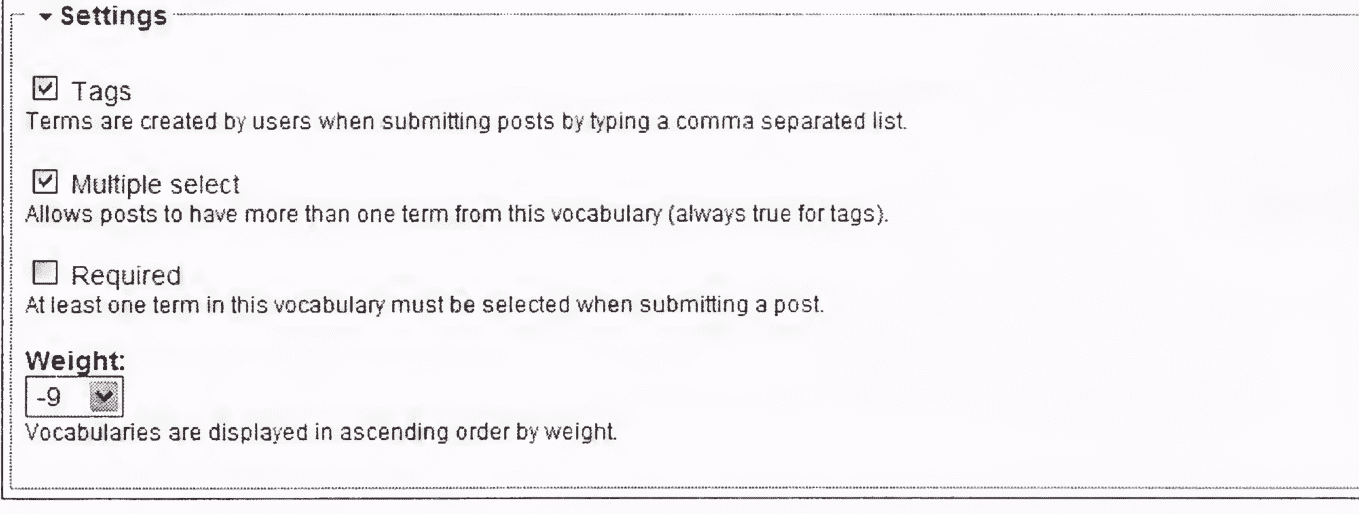 Settings
Tags
Terms are created by users when submitting posts by typing a comma separated list.
Multiple select
Allows posts to have more than one term from this vocabulary (always true for tags).
Required
At least one term in this vocabulary must be selected when submitting a post.
Weight:
-9
Vocabularies are displayed in ascending order by weight.